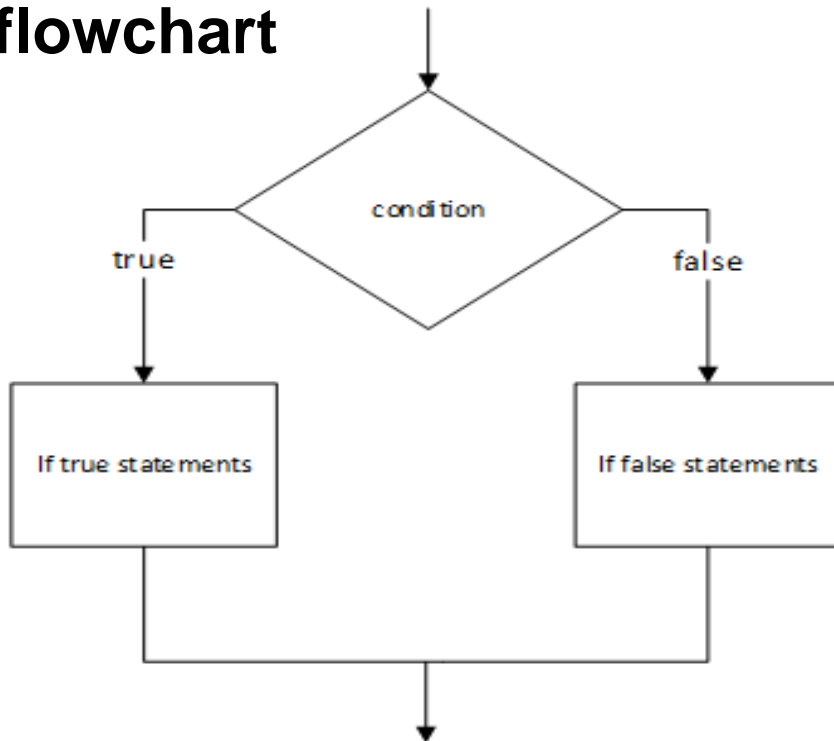 flowchart
condition
true
false
If true statements
If false statements